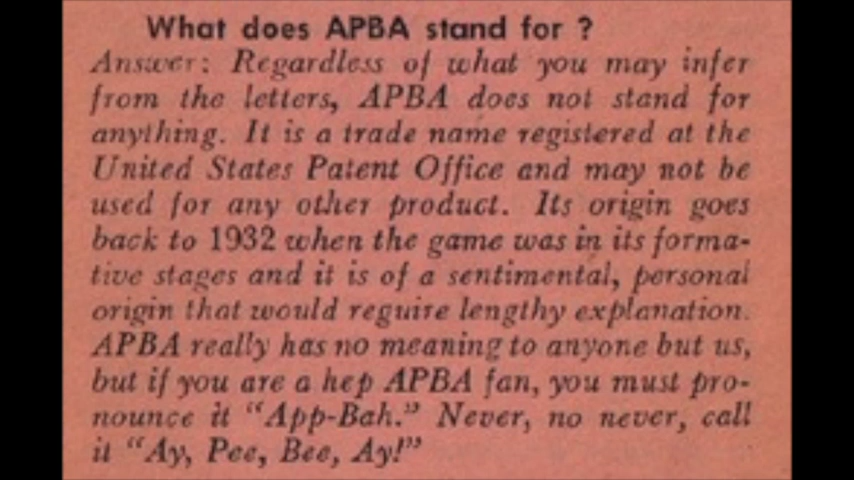 What does APBA stand for ?
Answer: Regardless of what you may infer
from the letters, APBA does not stand for
anything. It is a trade name registered at the
United States Patent Office and may not be
used for any other product. Its origin goes
back to 1932 when the game was in its forma-
tive stages and it is of a sentimental, personal
origin that would reguire lengthy explanation.
APBA really has no meaning to anyone but us,
but if you are a hep APBA fan, you must pro-
nounce it “App-Bah.” Never, no never, call
it “Ay, Pee, Bee, Ay!”